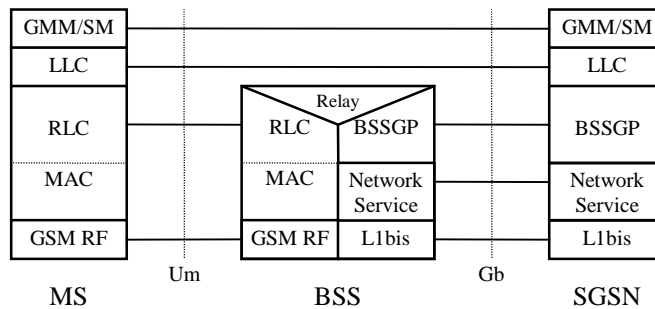 GMM/SM
GMM/SM
LLC
LLC
Relay
RLC
RLC
BSSGP
BSSGP
MAC
MAC
Network
Service
Network
Service
GSM RF
GSM RF
L1bis
L1bis
Um
Gb
MS
BSS
SGSN